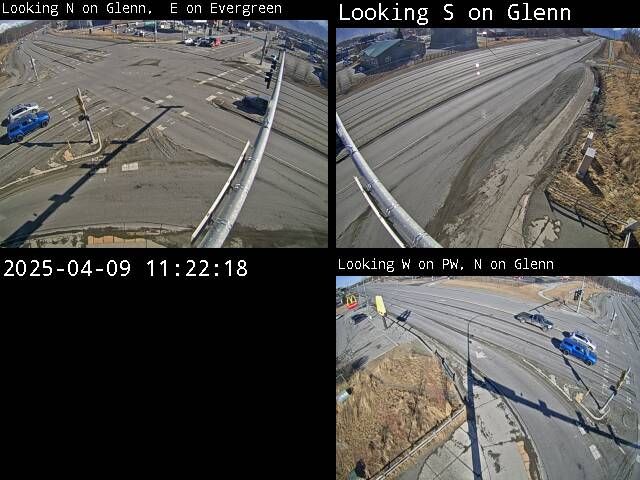 Looking N on Glenn,  E on Evergreen
Looking S on Glenn
2025-04-09 11:22:18
Looking W on PW, N on Glenn